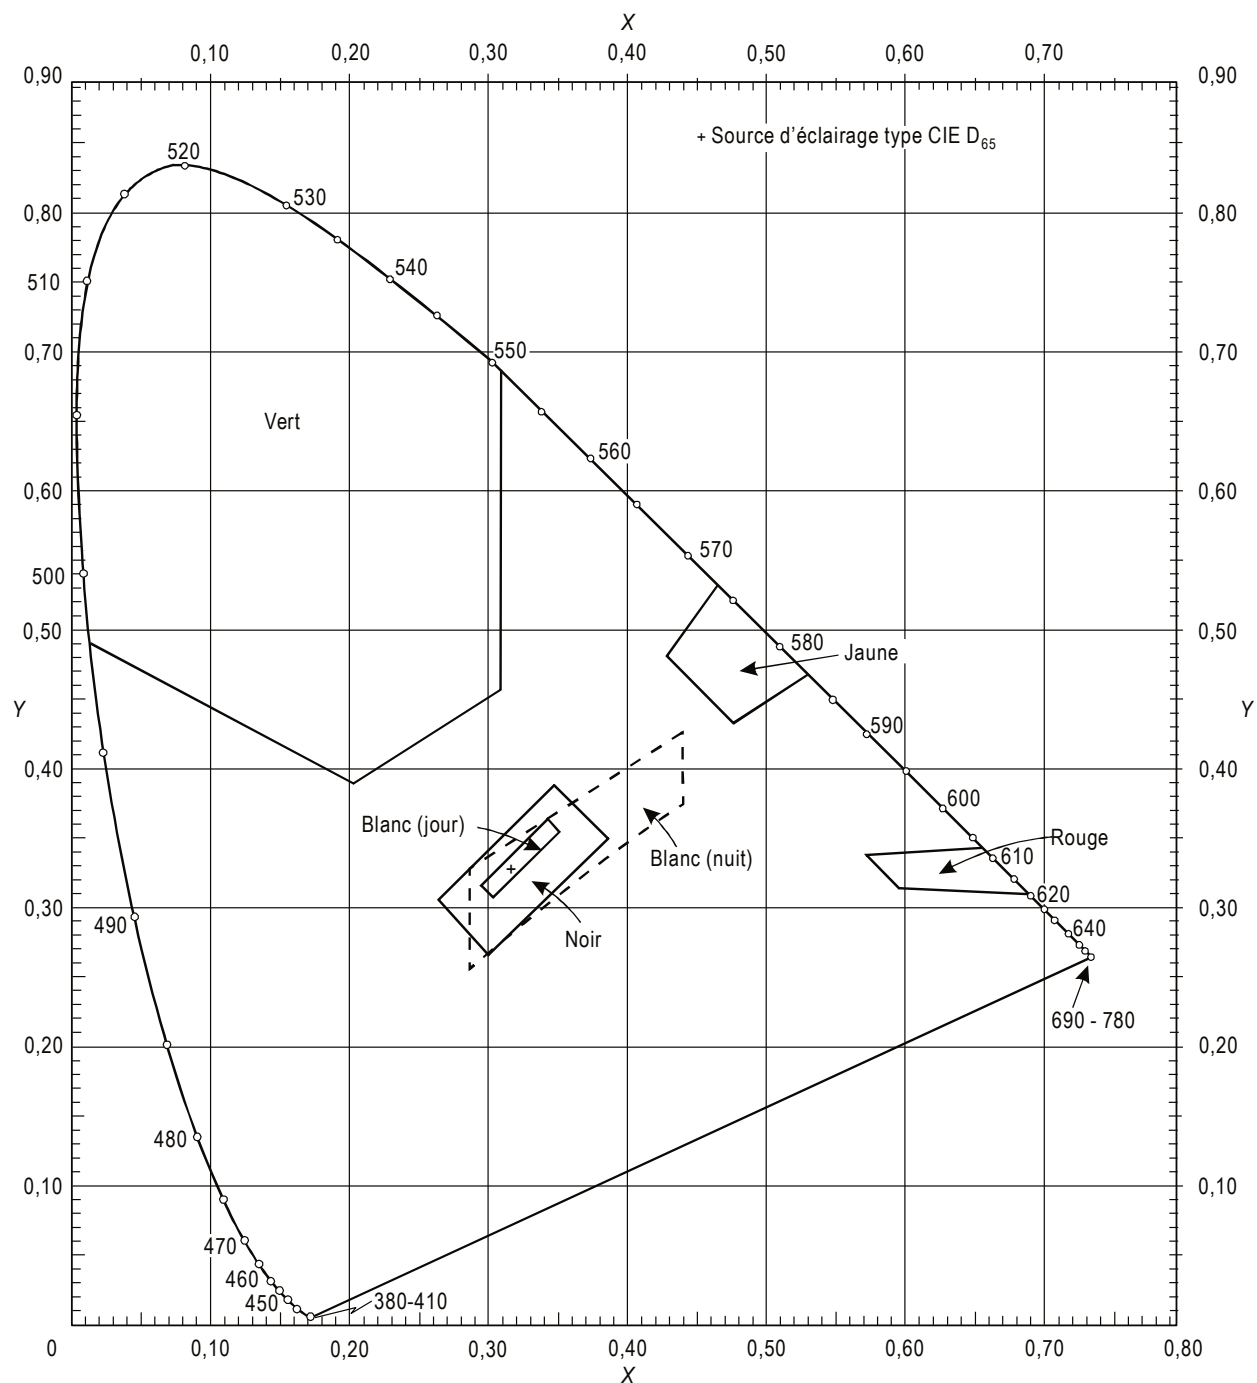 X
0,10 0,20 0,30 0,40 0,50 0,60 0,70
0,90 0,90
+ Source d'éclairage type CIE D65
520
530
0,80 0,80
540
510
550
0,70 0,70
Vert
560
0,60 0,60
570
500
0,50 580 0,50
Jaune
Y Y
590
0,40 0,40
600
Blanc (jour)
Rouge
Blanc (nuit) 610
620
0,30 0,30
490 640
Noir
690 - 780
0,20 0,20
480
0,10 0,10
470
460
450 380-410
0 0,10 0,20 0,30 0,40 0,50 0,60 0,70 0,80
X